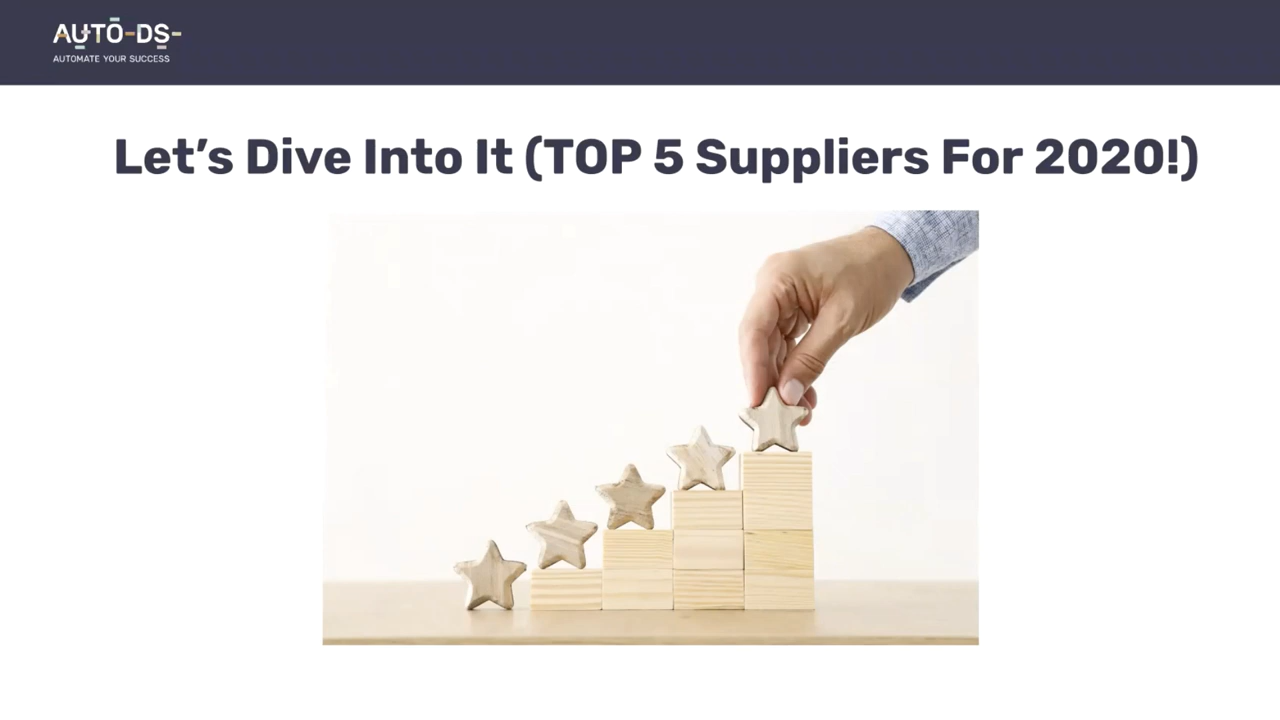 AUTO-DS-
AUTOMATE YOUR SUCCESS
Let's Dive Into It (TOP 5 Suppliers For 2020!)